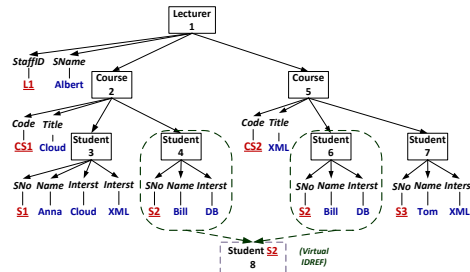 Lecturer
1
StaffID SName
L1 Albert
Course
2
Course
5
Code Title
CS1 Cloud
Code Title
CS2 XML
Student
3
Student
4
Student
6
Student
7
SNo Name Interst Interst
S1 Anna Cloud XML
SNo Name Interst
S2 Bill DB
SNo Name Interst
S2 Bill DB
SNo Name Interst
S3 Tom XML
Student S2
8
(Virtual
IDREF)